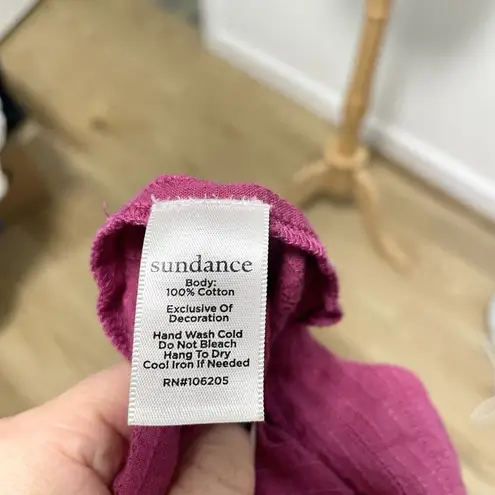 sundance
Body:
100% Cotton
Exclusive Of
Decoration
Hand Wash Cold
Do Not Bleach
Hang To Dry
Cool Iron If Needed
RN#106205